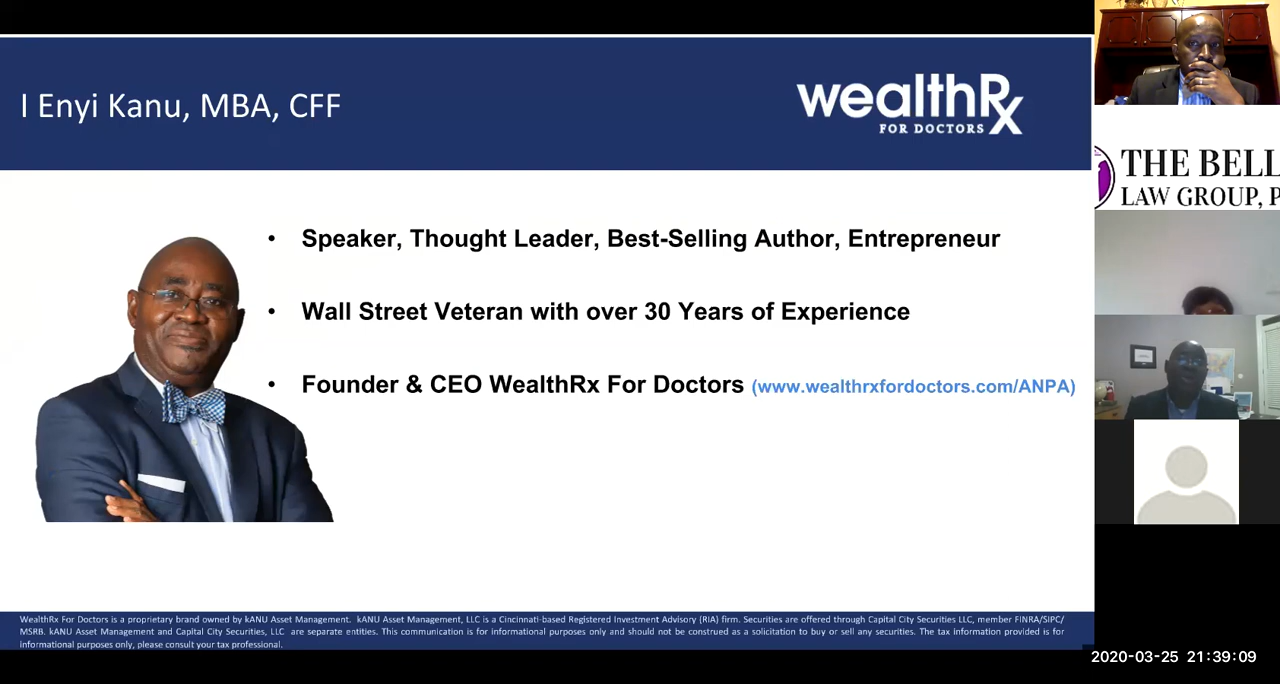 I Enyi Kanu, MBA, CFF
wealthRx
FOR DOCTORS
• Speaker, Thought Leader, Best-Selling Author, Entrepreneur
• Wall Street Veteran with over 30 Years of Experience
• Founder & CEO WealthRx For Doctors (www.wealthrxfordoctors.com/ANPA)
WealthRx For Doctors is a proprietary brand owned by kANU Asset Management. kANU Asset Management, LLC is a Cincinnati-based Registered Investment Advisory (RIA) firm. Securities are offered through Capital City Securities LLC, member FINRA/SIPC/
MSRB. kANU Asset Management and Capital City Securities, LLC are separate entities. This communication is for informational purposes only and should not be construed as a solicitation to buy or sell any securities. The tax information provided is for
informational purposes only, please consult your tax professional.
THE BELL
LAW GROUP, P
2020-03-25 21:39:09